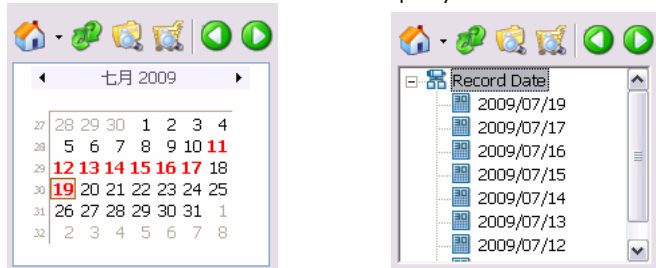 七月 2009
27 28 29 30 1 2 3 4
28 5 6 7 8 9 10 11
29 12 13 14 15 16 17 18
30 19 20 21 22 23 24 25
31 26 27 28 29 30 31 1
32 2 3 4 5 6 7 8
Record Date
2009/07/19
2009/07/17
2009/07/16
2009/07/15
2009/07/14
2009/07/13
2009/07/12